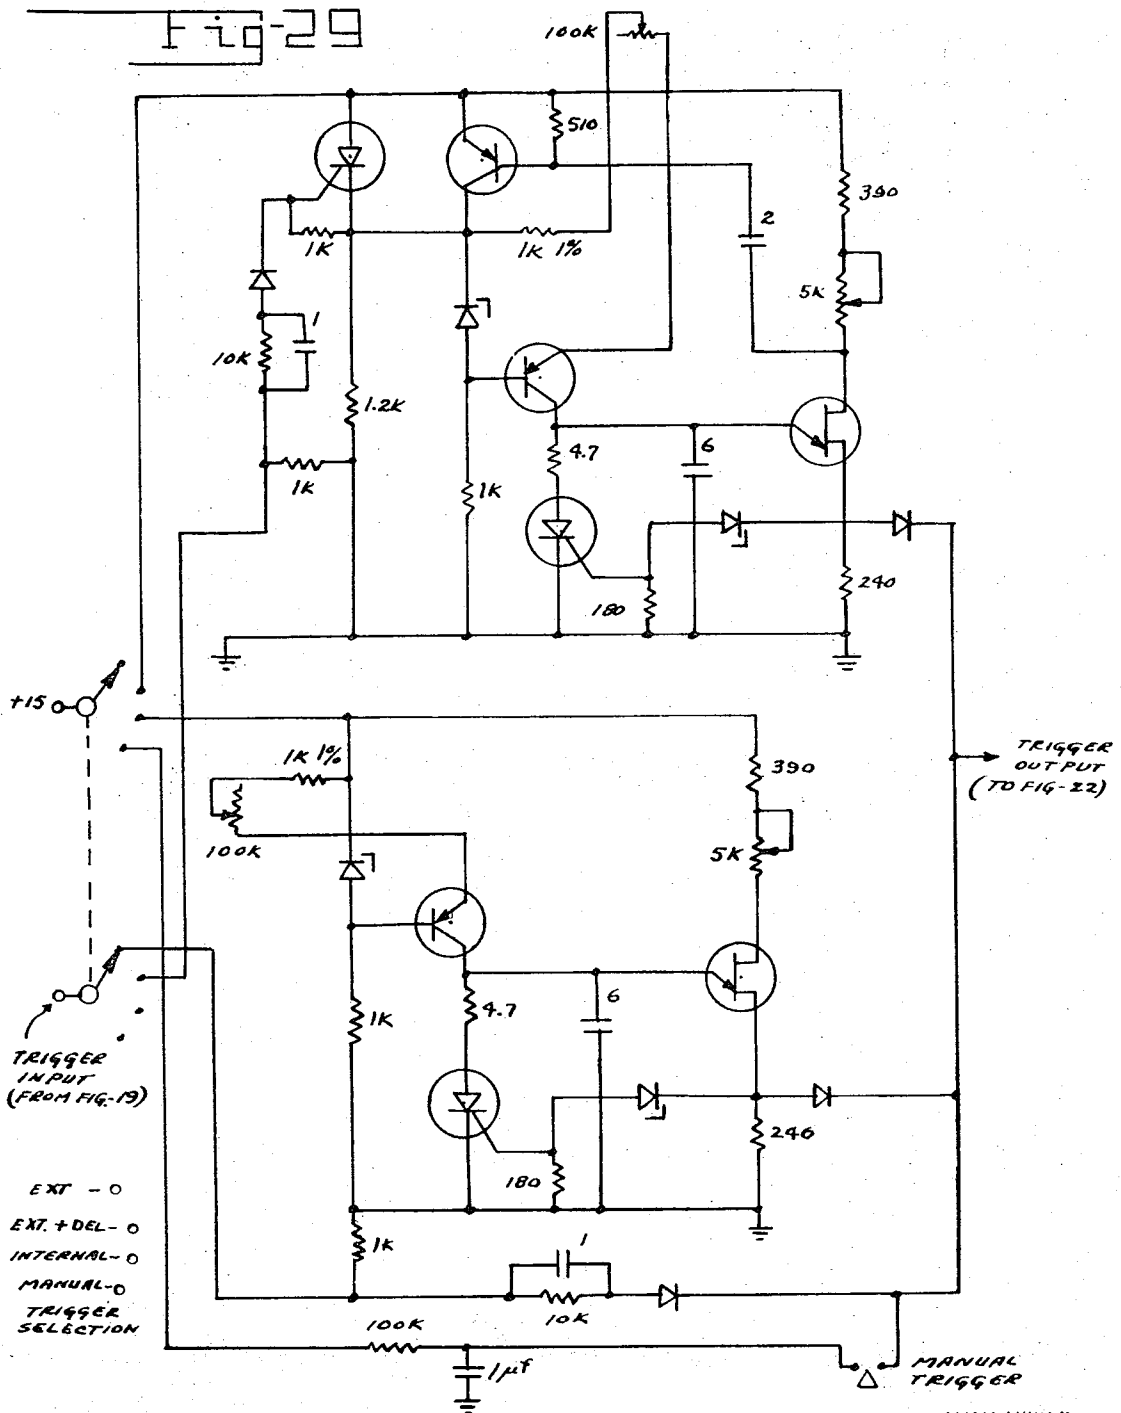 Fig-29
100K
510
390
2
1K
1K 1%
5K
1
10K
1.2K
4.7
6
1K
1K
180
240
+15
1K 1%
390
TRIGGER
OUTPUT
(TO FIG-22)
100K
5K
1K
4.7
6
TRIGGER
INPUT
(FROM FIG-19)
246
180
EXT -
EXT. + DEL-
INTERNAL-
MANUAL-
TRIGGER
SELECTION
1K
1
10K
100K
1µf
MANUAL
TRIGGER